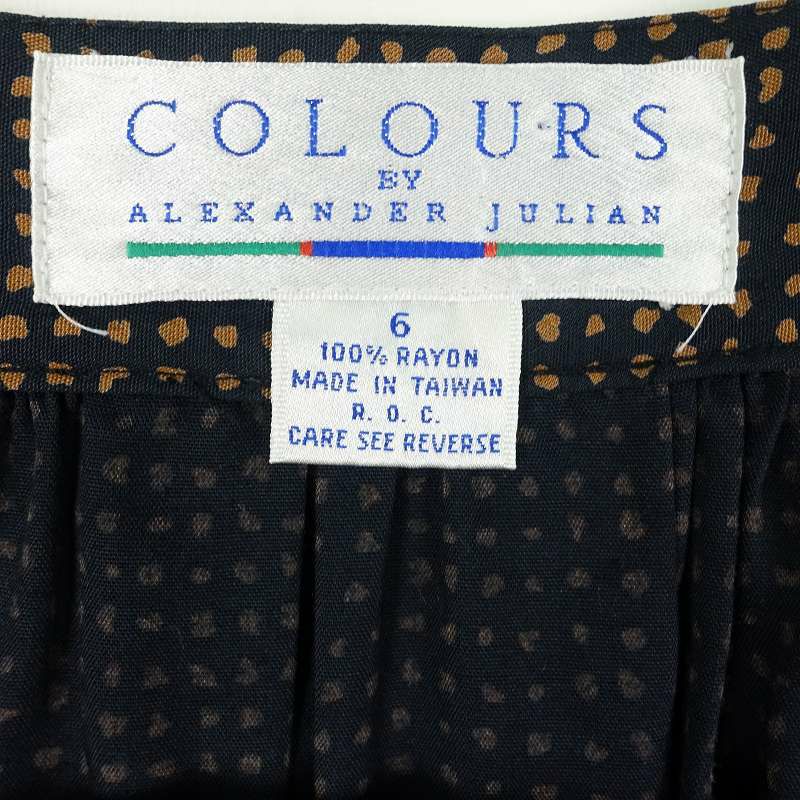 COLOURS
BY
ALEXANDER JULIAN
6
100% RAYON
MADE IN TAIWAN
R. O. C.
CARE SEE REVERSE